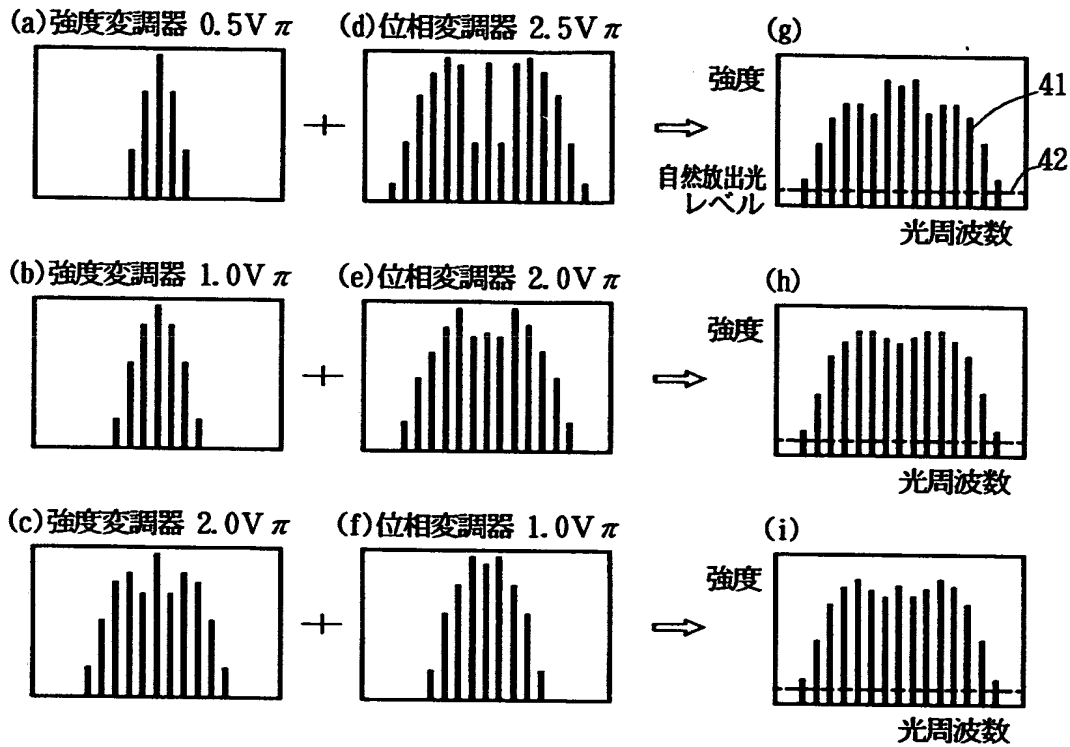 (a)強度変調器 0.5Vπ
(d)位相変調器 2.5Vπ
(g)
強度
41
42
自然放出光
レベル
光周波数
(b)強度変調器 1.0Vπ
(e)位相変調器 2.0Vπ
(h)
強度
光周波数
(c)強度変調器 2.0Vπ
(f)位相変調器 1.0Vπ
(i)
強度
光周波数